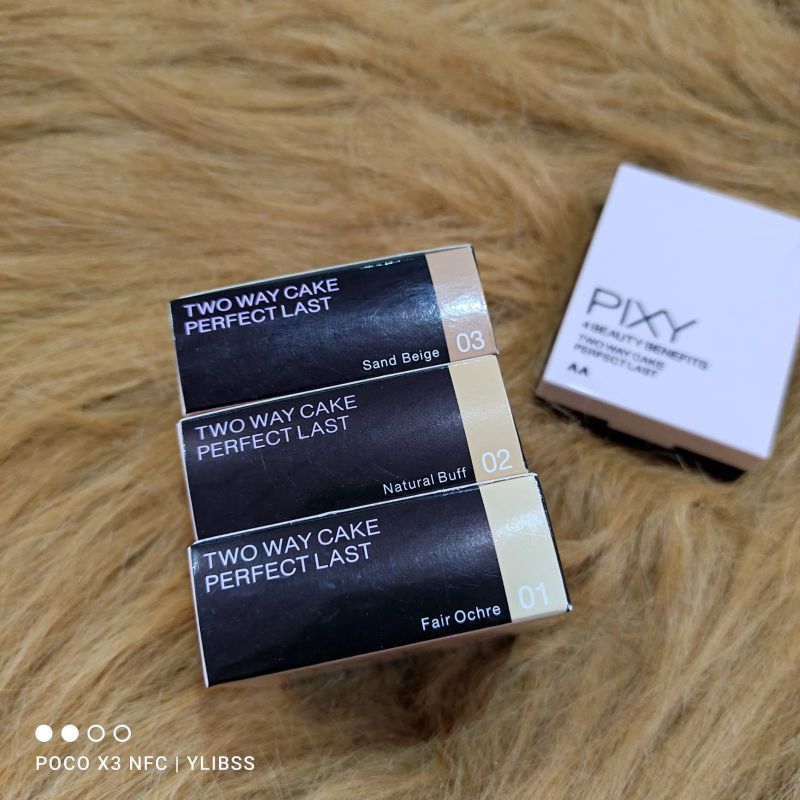 TWO WAY CAKE
PERFECT LAST
Sand Beige
03
TWO WAY CAKE
PERFECT LAST
Natural Buff
02
TWO WAY CAKE
PERFECT LAST
Fair Ochre
01
PIXY
4 BEAUTY BENEFITS
TWO WAY CAKE
PERFECT LAST
AA
POCO X3 NFC | YLIBSS